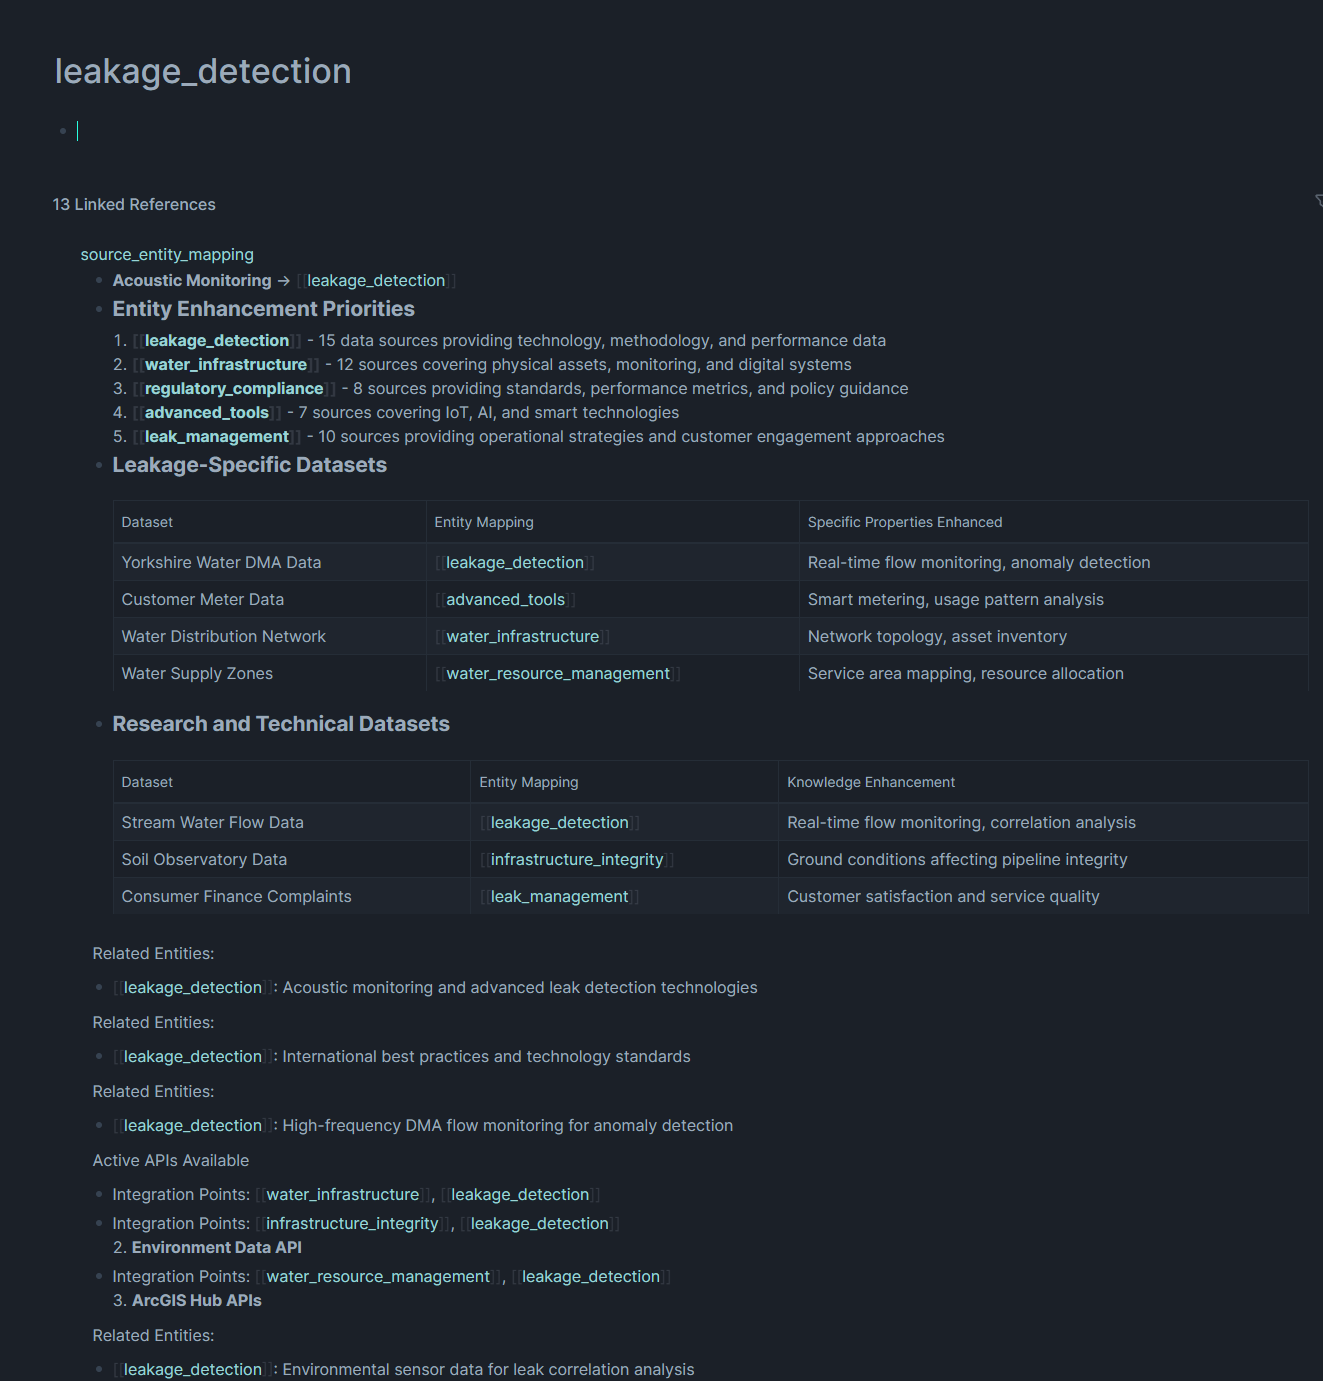 leakage_detection
13 Linked References
source_entity_mapping
Acoustic Monitoring → [[leakage_detection]]
Entity Enhancement Priorities
1. [[leakage_detection]] - 15 data sources providing technology, methodology, and performance data
2. [[water_infrastructure]] - 12 sources covering physical assets, monitoring, and digital systems
3. [[regulatory_compliance]] - 8 sources providing standards, performance metrics, and policy guidance
4. [[advanced_tools]] - 7 sources covering IoT, AI, and smart technologies
5. [[leak_management]] - 10 sources providing operational strategies and customer engagement approaches
Leakage-Specific Datasets
Dataset Entity Mapping Specific Properties Enhanced
Yorkshire Water DMA Data [[leakage_detection]] Real-time flow monitoring, anomaly detection
Customer Meter Data [[advanced_tools]] Smart metering, usage pattern analysis
Water Distribution Network [[water_infrastructure]] Network topology, asset inventory
Water Supply Zones [[water_resource_management]] Service area mapping, resource allocation
Research and Technical Datasets
Dataset Entity Mapping Knowledge Enhancement
Stream Water Flow Data [[leakage_detection]] Real-time flow monitoring, correlation analysis
Soil Observatory Data [[infrastructure_integrity]] Ground conditions affecting pipeline integrity
Consumer Finance Complaints [[leak_management]] Customer satisfaction and service quality
Related Entities:
[[leakage_detection]]: Acoustic monitoring and advanced leak detection technologies
Related Entities:
[[leakage_detection]]: International best practices and technology standards
Related Entities:
[[leakage_detection]]: High-frequency DMA flow monitoring for anomaly detection
Active APIs Available
Integration Points: [[water_infrastructure]], [[leakage_detection]]
Integration Points: [[infrastructure_integrity]], [[leakage_detection]]
2. Environment Data API
Integration Points: [[water_resource_management]], [[leakage_detection]]
3. ArcGIS Hub APIs
Related Entities:
[[leakage_detection]]: Environmental sensor data for leak correlation analysis